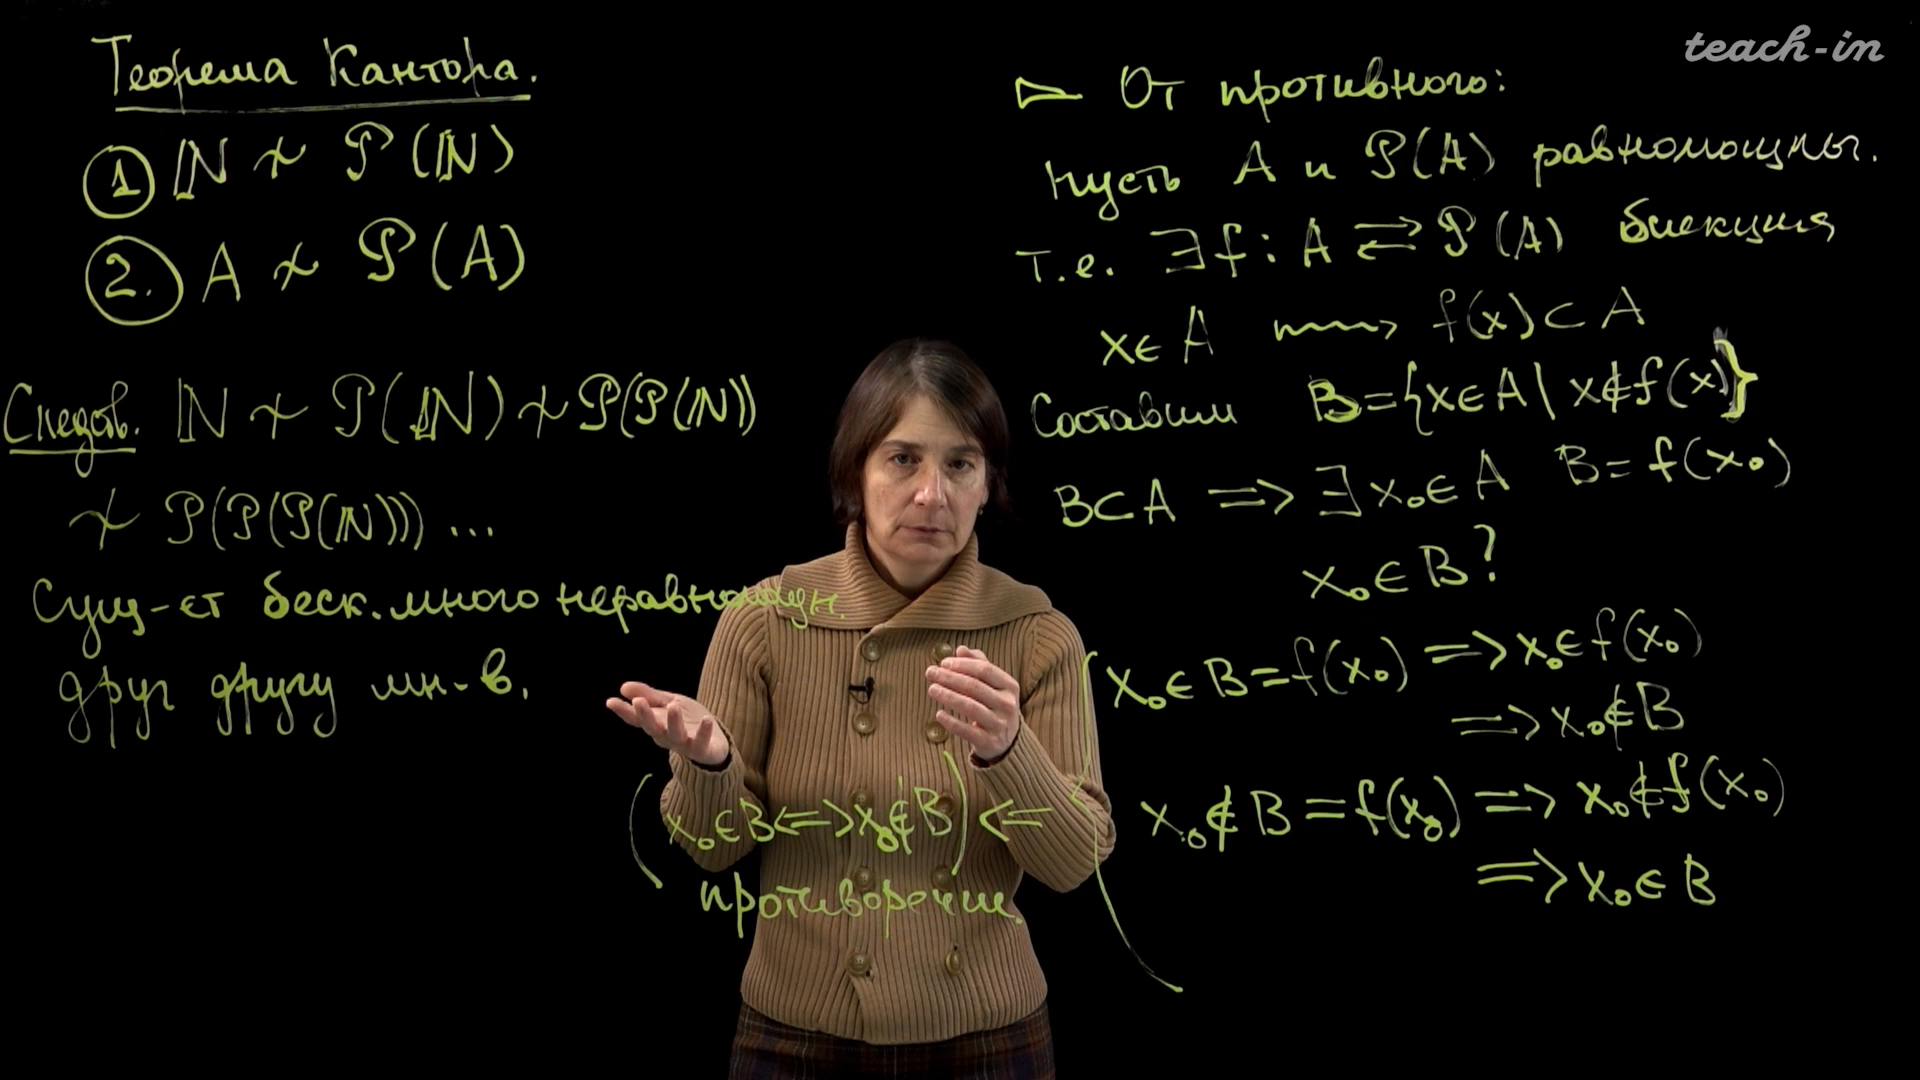 Теорема Кантора.
① ℕ ≁ 𝒫(ℕ)
②. A ≁ 𝒫(A)
Следств. ℕ ≁ 𝒫(ℕ) ≁ 𝒫(𝒫(ℕ))
≁ 𝒫(𝒫(𝒫(ℕ))) ...
Сущ-ет беск. много неравномощн.
друг другу мн-в.
teach-in
▻ От противного:
Пусть A и 𝒫(A) равномощны.
т.е. ∃ f : A ⇄ 𝒫(A) биекция
x ∈ A ⟿ f(x) ⊂ A
Составим B = {x ∈ A | x ∉ f(x)}
B ⊂ A ⇒ ∃ x₀ ∈ A B = f(x₀)
x₀ ∈ B?
x₀ ∈ B = f(x₀) ⇒ x₀ ∈ f(x₀)
⇒ x₀ ∉ B
x₀ ∉ B = f(x₀) ⇒ x₀ ∉ f(x₀)
⇒ x₀ ∈ B
(x₀ ∈ B ⇔ x₀ ∉ B) ⇐
противоречие.